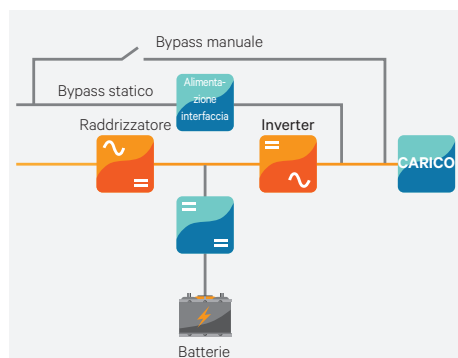 Bypass manuale
Bypass statico
Alimenta-
zione
interfaccia
Raddrizzatore
Inverter
CARICO
Batterie